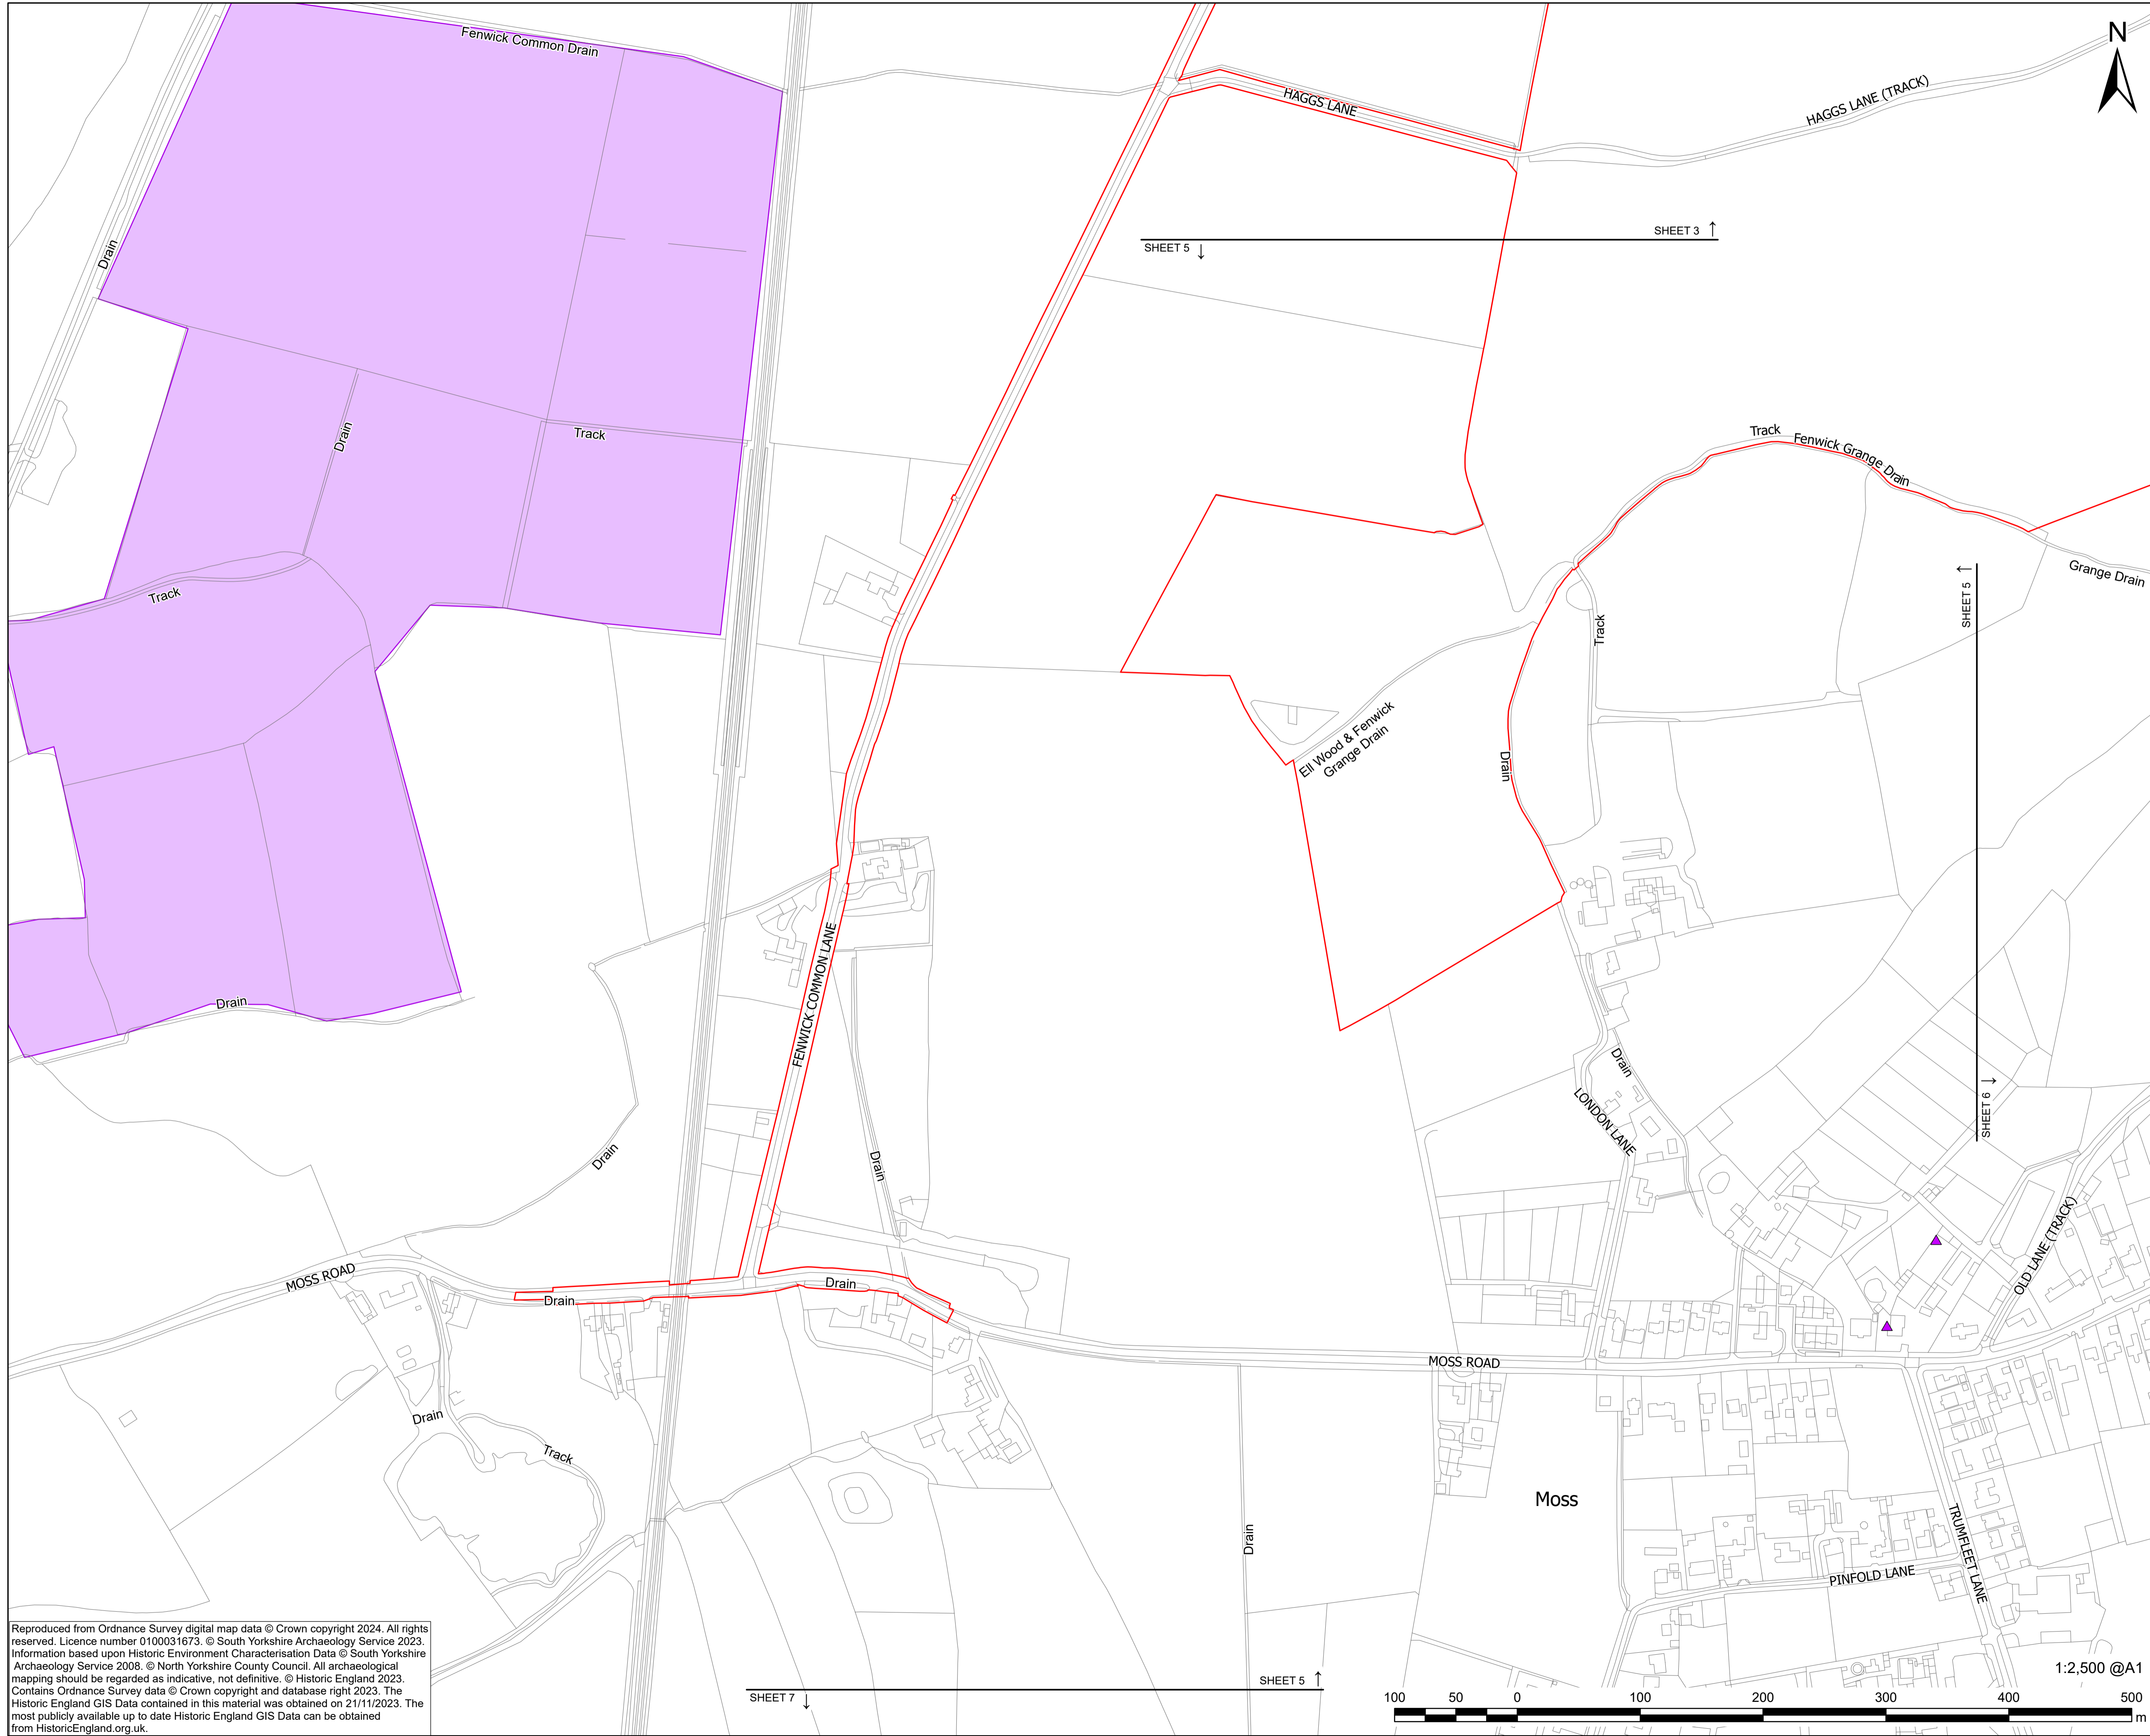 Fenwick Common Drain
N
HAGGS LANE
HAGGS LANE (TRACK)
SHEET 3 ↑
SHEET 5 ↓
Drain
Drain
Track
Track
Track
Fenwick Grange Drain
Grange Drain
← SHEET 5
Track
Track
Ell Wood & Fenwick
Grange Drain
Drain
FENWICK COMMON LANE
Drain
Drain
LONDON LANE
SHEET 6 →
Drain
Drain
OLD LANE (TRACK)
MOSS ROAD
Drain
Drain
MOSS ROAD
Drain
Track
Moss
Drain
TRUMFLEET LANE
PINFOLD LANE
SHEET 5 ↑
SHEET 7 ↓
Reproduced from Ordnance Survey digital map data © Crown copyright 2024. All rights
reserved. Licence number 0100031673. © South Yorkshire Archaeology Service 2023.
Information based upon Historic Environment Characterisation Data © South Yorkshire
Archaeology Service 2008. © North Yorkshire County Council. All archaeological
mapping should be regarded as indicative, not definitive. © Historic England 2023.
Contains Ordnance Survey data © Crown copyright and database right 2023. The
Historic England GIS Data contained in this material was obtained on 21/11/2023. The
most publicly available up to date Historic England GIS Data can be obtained
from HistoricEngland.org.uk.
1:2,500 @A1
100 50 0 100 200 300 400 500
m